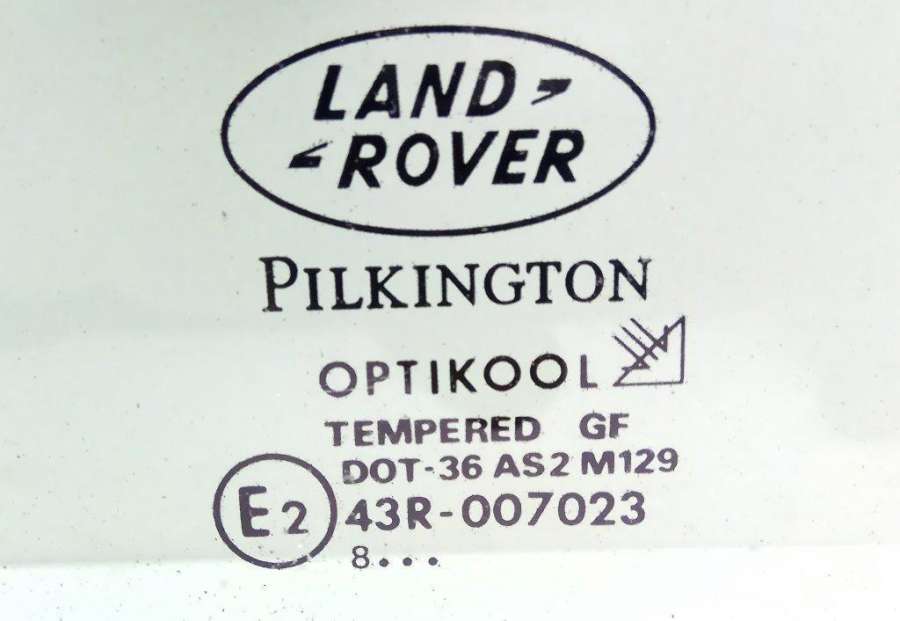 LAND
ROVER
PILKINGTON
OPTIKOOL
TEMPERED GF
DOT-36 AS2 M129
E2 43R-007023
8...